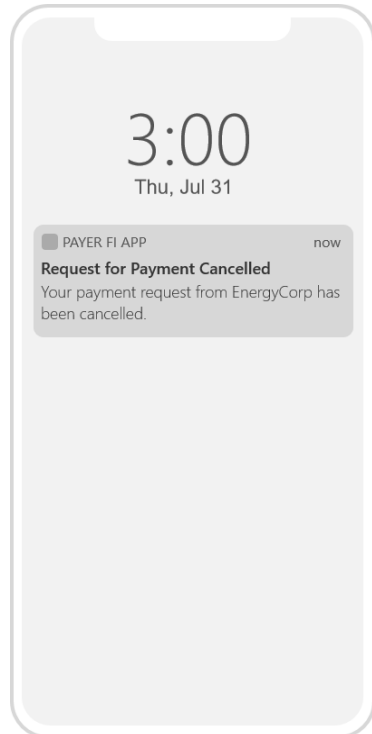 3:00
Thu, Jul 31
PAYER FI APP now
Request for Payment Cancelled
Your payment request from EnergyCorp has
been cancelled.